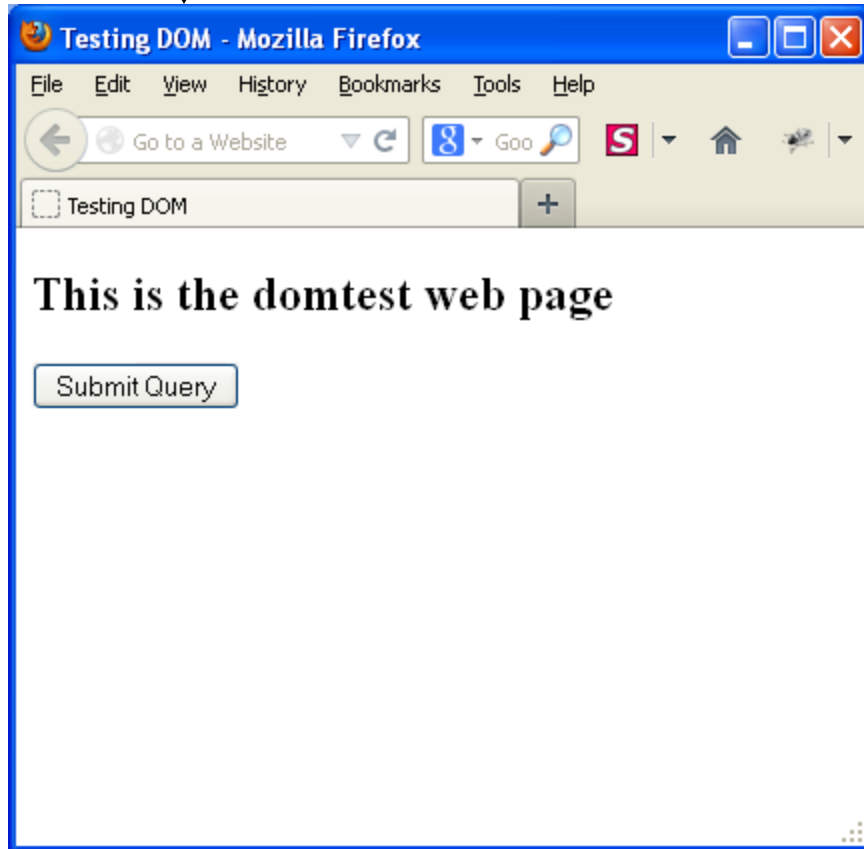 Testing DOM - Mozilla Firefox
File Edit View History Bookmarks Tools Help
Go to a Website 8 Goo S
Testing DOM +
This is the domtest web page
Submit Query